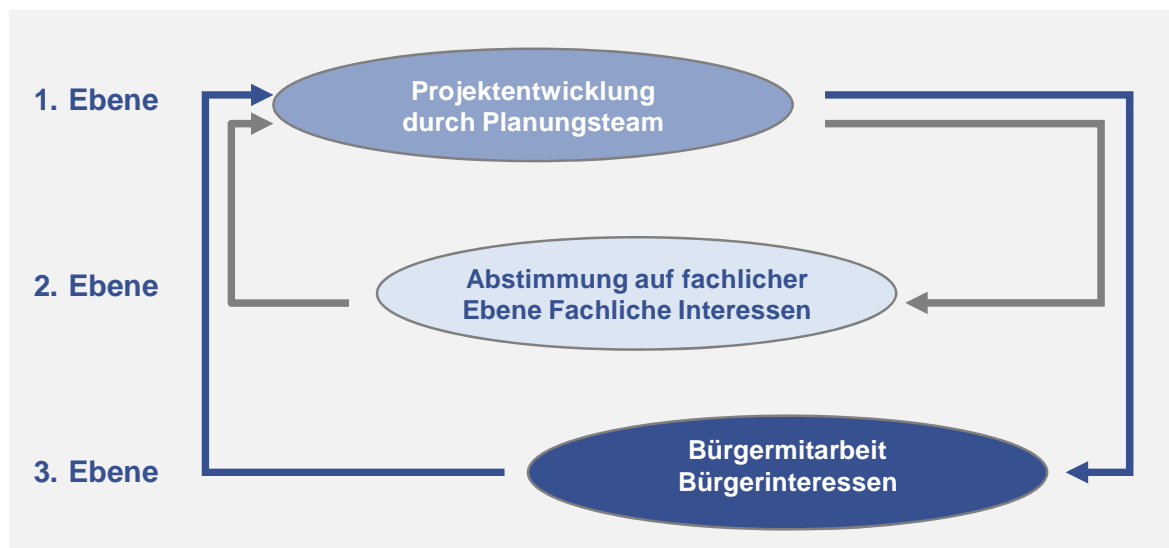 1. Ebene
Projektentwicklung
durch Planungsteam
2. Ebene
Abstimmung auf fachlicher
Ebene Fachliche Interessen
3. Ebene
Bürgermitarbeit
Bürgerinteressen